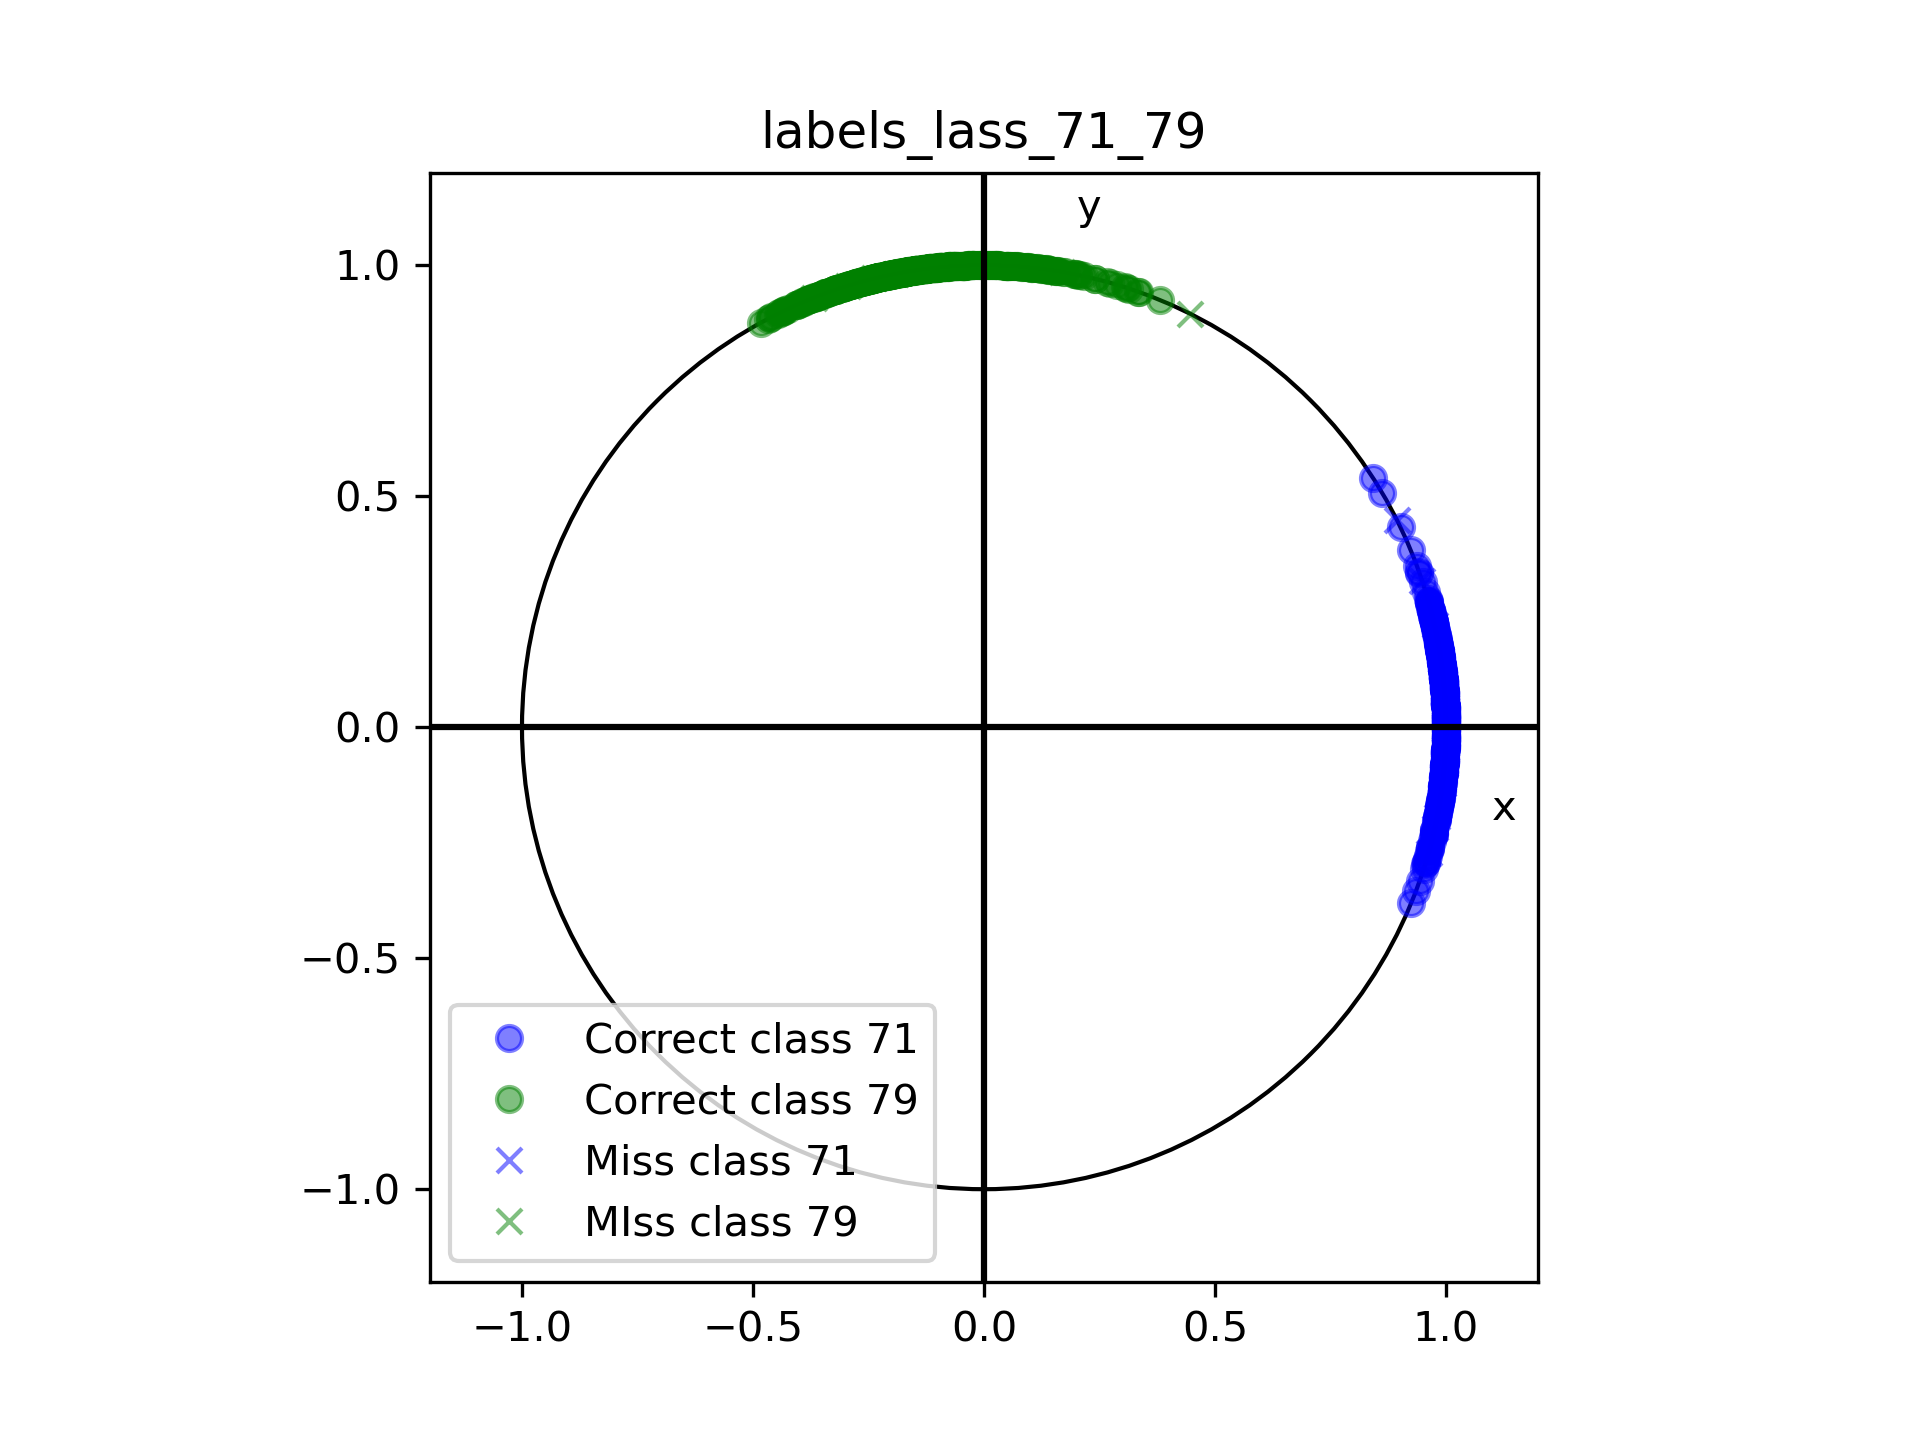 labels_lass_71_79
y
1.0
0.5
0.0
x
−0.5
−1.0
Correct class 71
Correct class 79
Miss class 71
MIss class 79
−1.0 −0.5 0.0 0.5 1.0